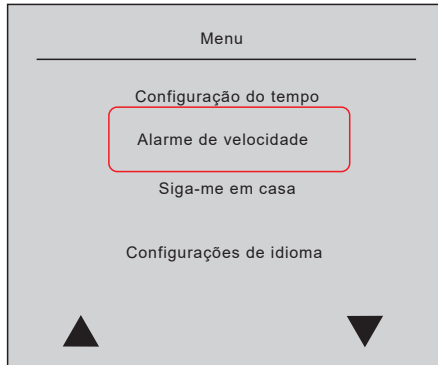 Menu
Configuração do tempo
Alarme de velocidade
Siga-me em casa
Configurações de idioma